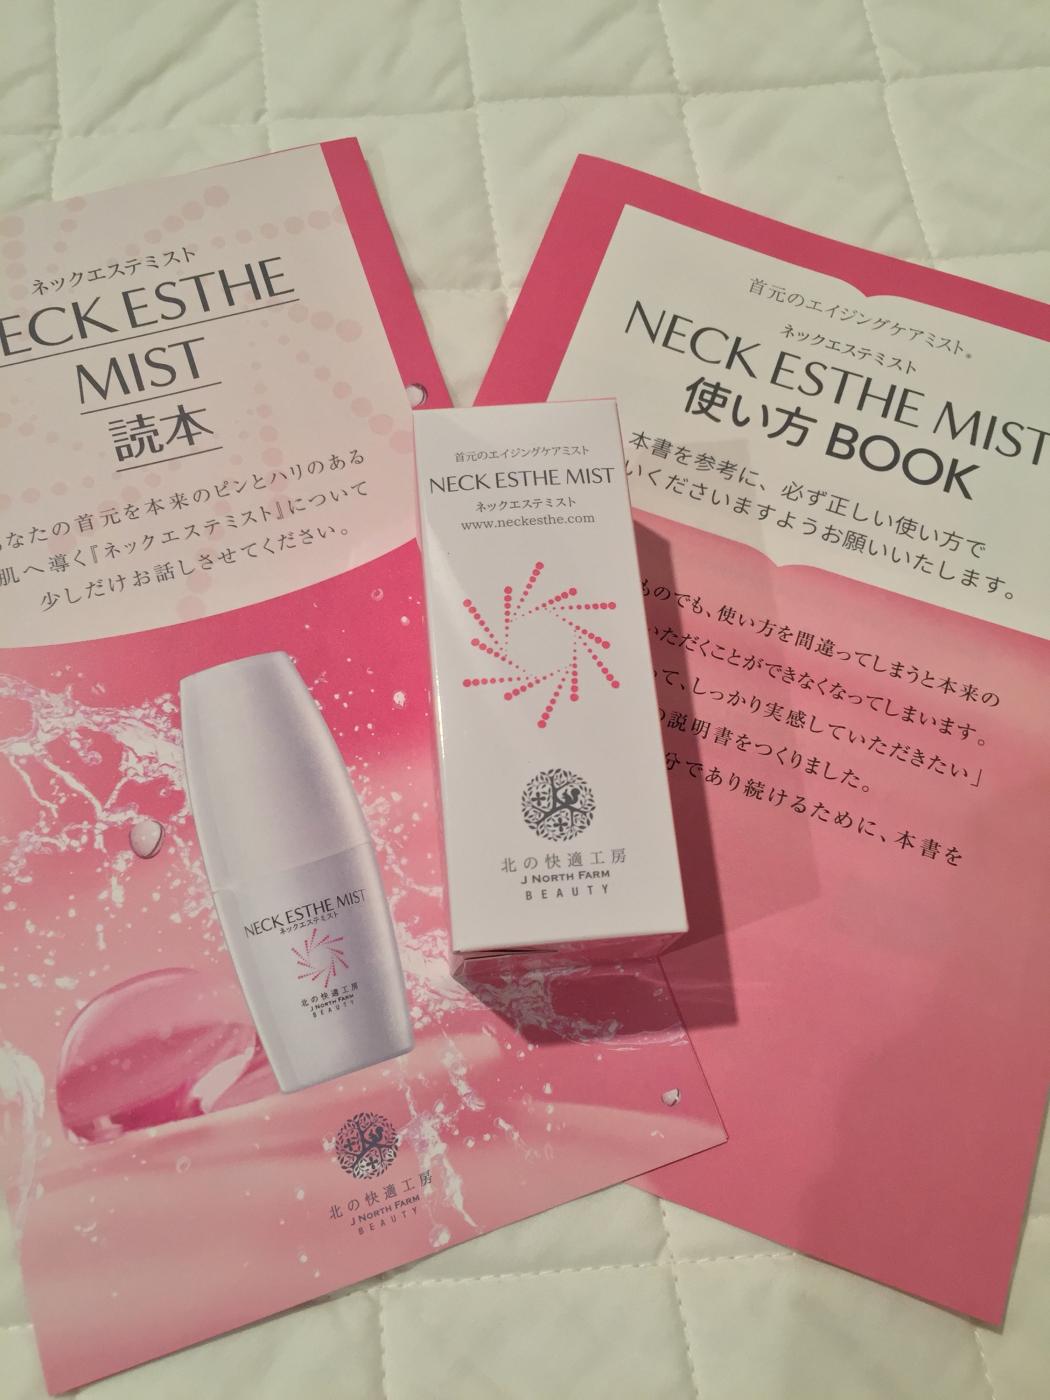 ネックエステミスト
ECK ESTHE
MIST
読本
なたの首元を本来のピンとハリのある
肌へ導く『ネックエステミスト』について
少しだけお話しさせてください。
NECK ESTHE MIST
ネックエステミスト
北の快適工房
J NORTH FARM
BEAUTY
北の快適工房
J NORTH FARM
BEAUTY
首元のエイジングケアミスト
NECK ESTHE MIST
ネックエステミスト
www.neckesthe.com
北の快適工房
J NORTH FARM
BEAUTY
首元のエイジングケアミスト®
ネックエステミスト
NECK ESTHE MIST
使い方 BOOK
本書を参考に、必ず正しい使い方で
いくださいますようお願いいたします。
ものでも、使い方を間違ってしまうと本来の
いただくことができなくなってしまいます。
て、しっかり実感していただきたい」
の説明書をつくりました。
分であり続けるために、本書を